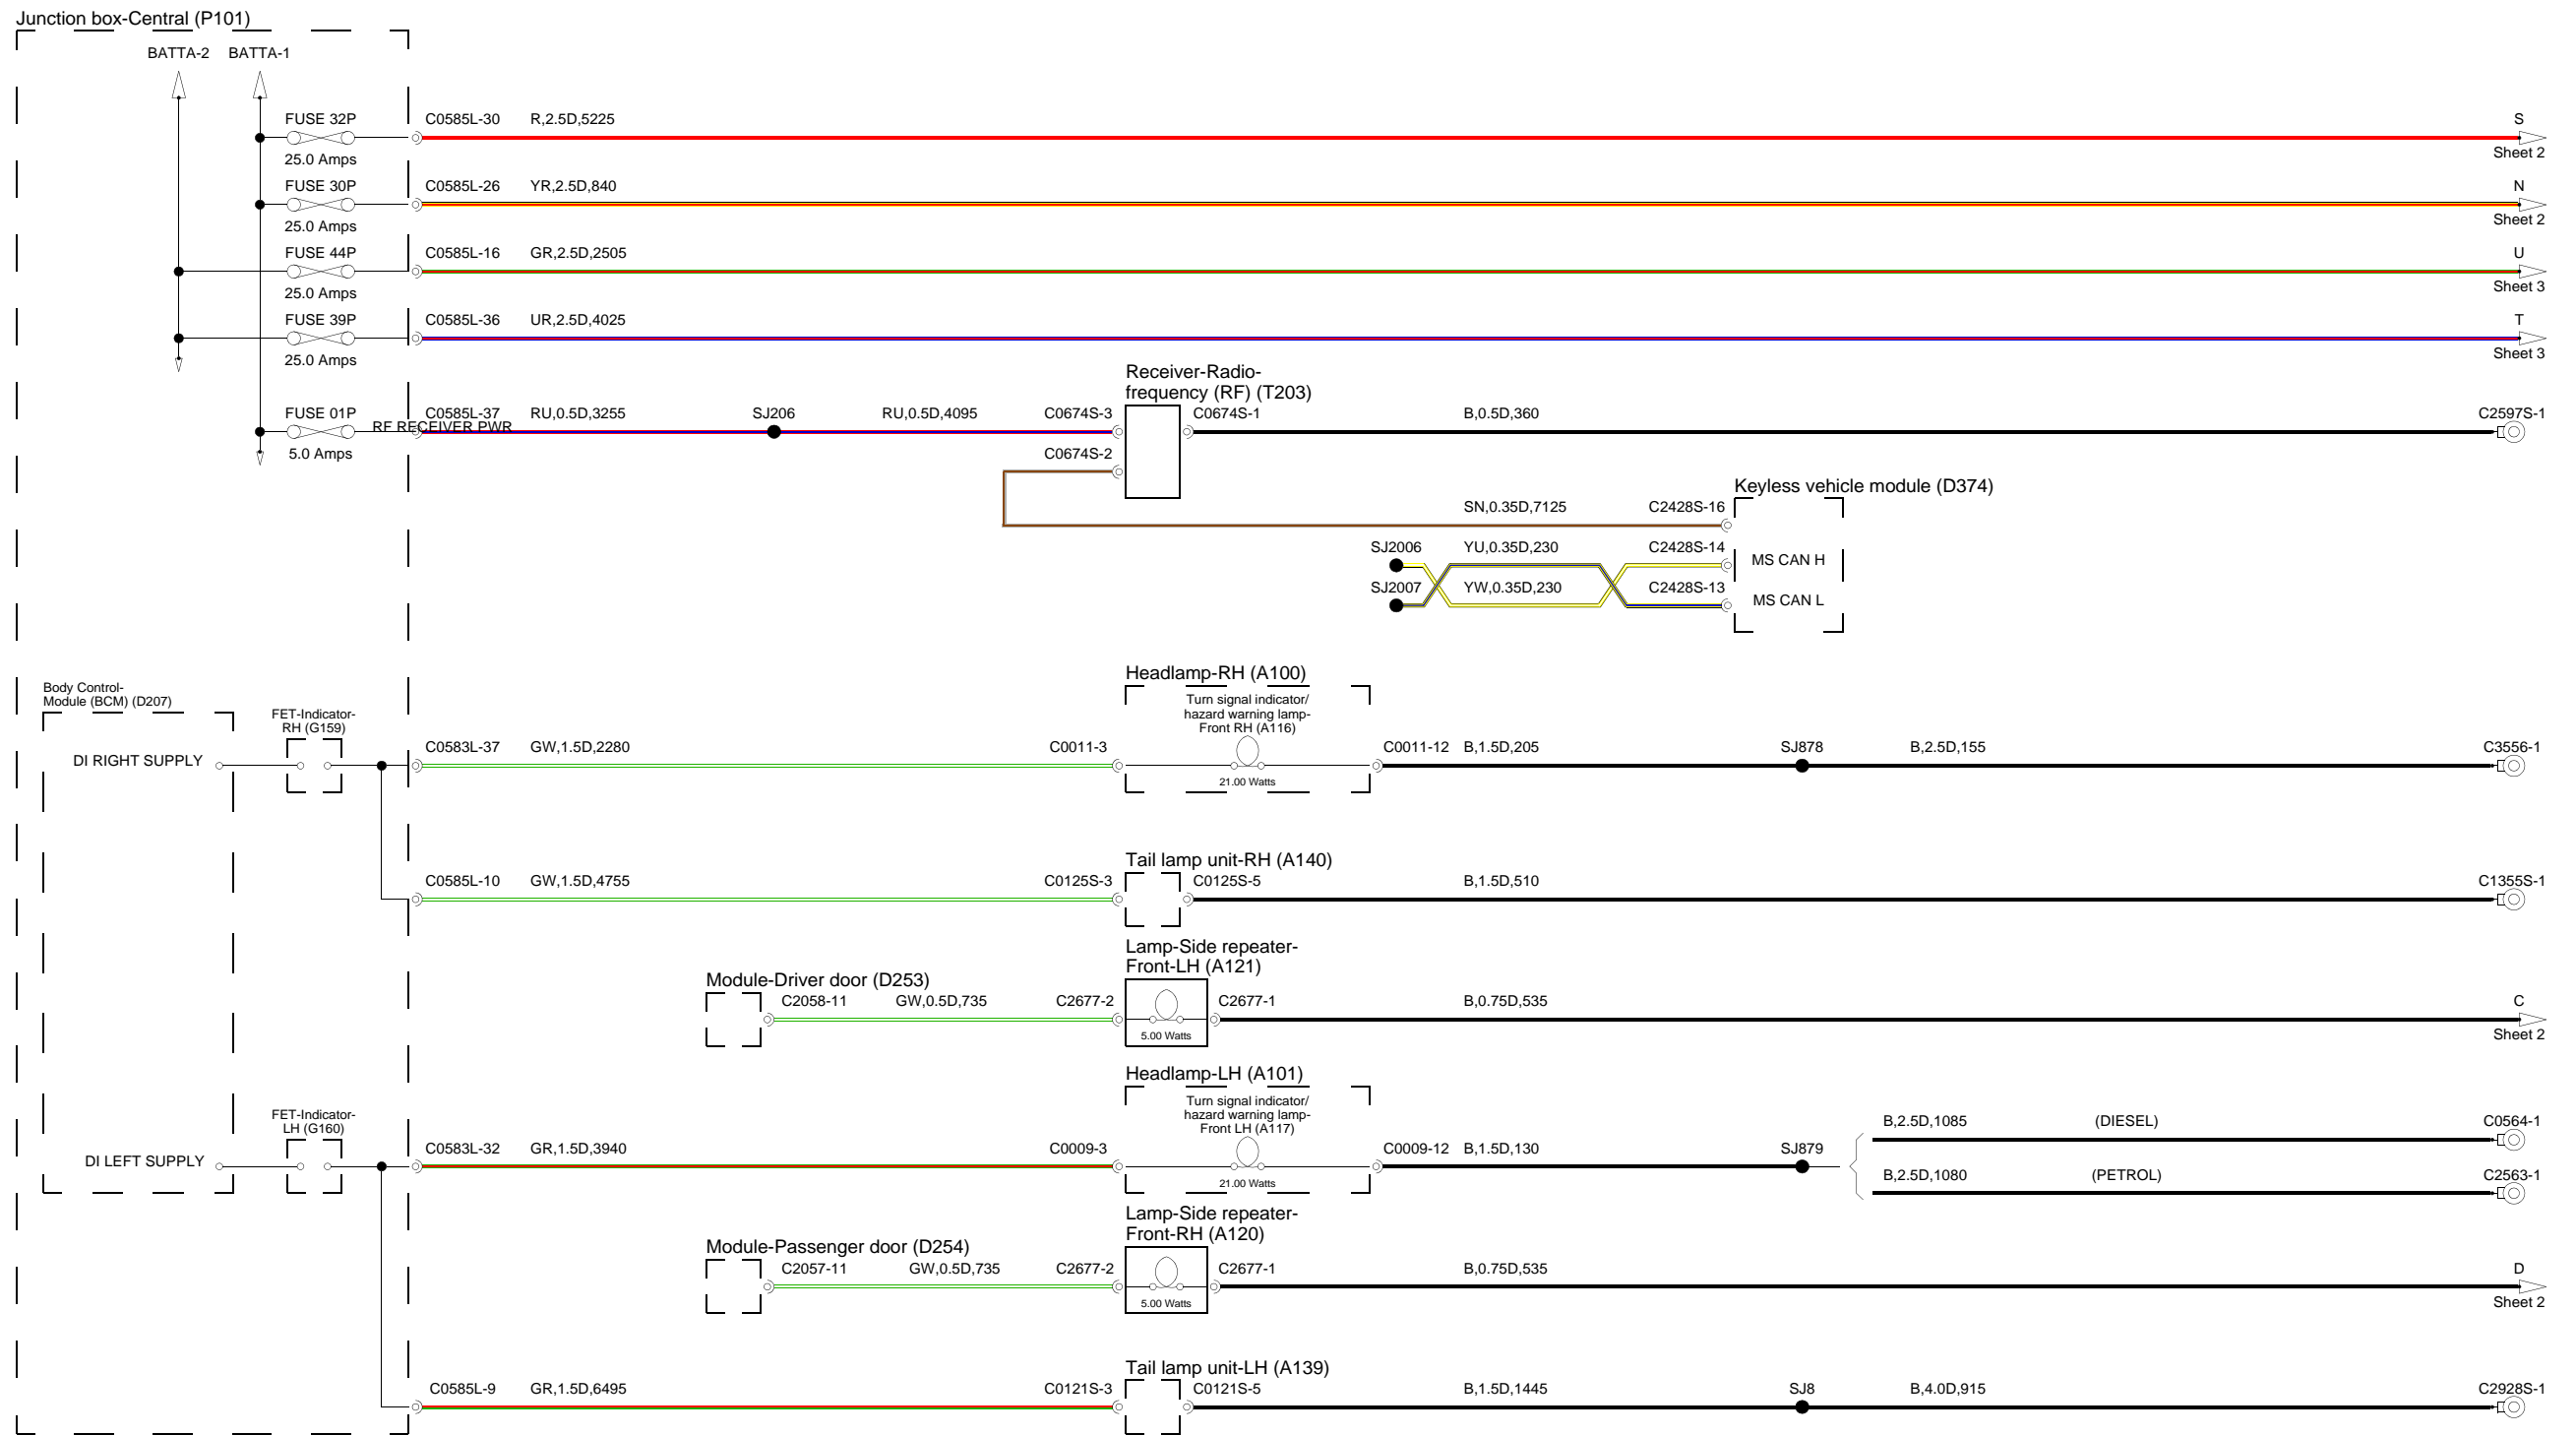 Junction box-Central (P101)
BATTA-2 BATTA-1
FUSE 32P C0585L-30 R,2.5D,5225 S
25.0 Amps Sheet 2
FUSE 30P C0585L-26 YR,2.5D,840 N
25.0 Amps Sheet 2
FUSE 44P C0585L-16 GR,2.5D,2505 U
25.0 Amps Sheet 3
FUSE 39P C0585L-36 UR,2.5D,4025 T
25.0 Amps Sheet 3
Receiver-Radio-
frequency (RF) (T203)
FUSE 01P C0585L-37 RU,0.5D,3255 SJ206 RU,0.5D,4095 C0674S-3 C0674S-1 B,0.5D,360 C2597S-1
RF RECEIVER PWR
5.0 Amps C0674S-2
Keyless vehicle module (D374)
SN,0.35D,7125 C2428S-16
SJ2006 YU,0.35D,230 C2428S-14
MS CAN H
SJ2007 YW,0.35D,230 C2428S-13
MS CAN L
Headlamp-RH (A100)
Body Control-
Module (BCM) (D207)
Turn signal indicator/
hazard warning lamp-
Front RH (A116)
FET-Indicator-
RH (G159)
C0583L-37 GW,1.5D,2280 C0011-3 C0011-12 B,1.5D,205 SJ878 B,2.5D,155 C3556-1
DI RIGHT SUPPLY
21.00 Watts
Tail lamp unit-RH (A140)
C0585L-10 GW,1.5D,4755 C0125S-3 C0125S-5 B,1.5D,510 C1355S-1
Lamp-Side repeater-
Front-LH (A121)
Module-Driver door (D253)
C2058-11 GW,0.5D,735 C2677-2 C2677-1 B,0.75D,535 C
5.00 Watts Sheet 2
Headlamp-LH (A101)
Turn signal indicator/
hazard warning lamp-
Front LH (A117)
FET-Indicator-
LH (G160)
B,2.5D,1085 (DIESEL) C0564-1
C0583L-32 GR,1.5D,3940 C0009-3 C0009-12 B,1.5D,130 SJ879
DI LEFT SUPPLY
21.00 Watts
B,2.5D,1080 (PETROL) C2563-1
Lamp-Side repeater-
Front-RH (A120)
Module-Passenger door (D254)
C2057-11 GW,0.5D,735 C2677-2 C2677-1 B,0.75D,535 D
5.00 Watts Sheet 2
Tail lamp unit-LH (A139)
C0585L-9 GR,1.5D,6495 C0121S-3 C0121S-5 B,1.5D,1445 SJ8 B,4.0D,915 C2928S-1